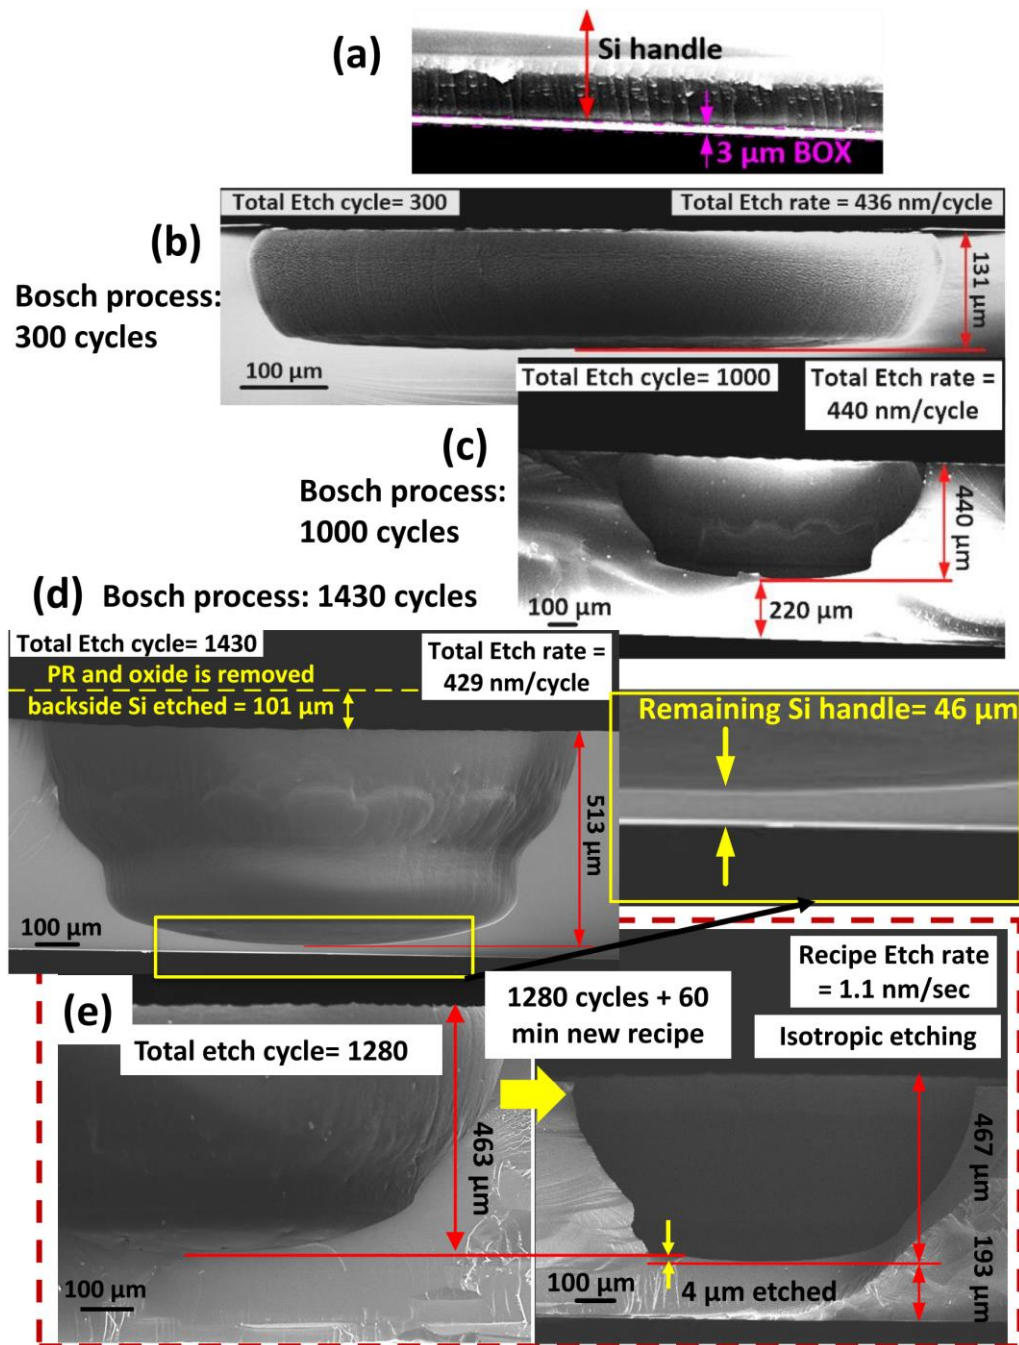 (a)
Si handle
3 µm BOX
Total Etch cycle= 300
Total Etch rate = 436 nm/cycle
(b)
Bosch process:
300 cycles
131 µm
100 µm
Total Etch cycle= 1000
Total Etch rate =
440 nm/cycle
(c)
Bosch process:
1000 cycles
440 µm
100 µm
220 µm
(d) Bosch process: 1430 cycles
Total Etch cycle= 1430
Total Etch rate =
429 nm/cycle
PR and oxide is removed
backside Si etched = 101 µm
513 µm
100 µm
Remaining Si handle= 46 µm
(e)
Total etch cycle= 1280
463 µm
100 µm
1280 cycles + 60
min new recipe
Recipe Etch rate
= 1.1 nm/sec
Isotropic etching
467 µm
193 µm
4 µm etched
100 µm